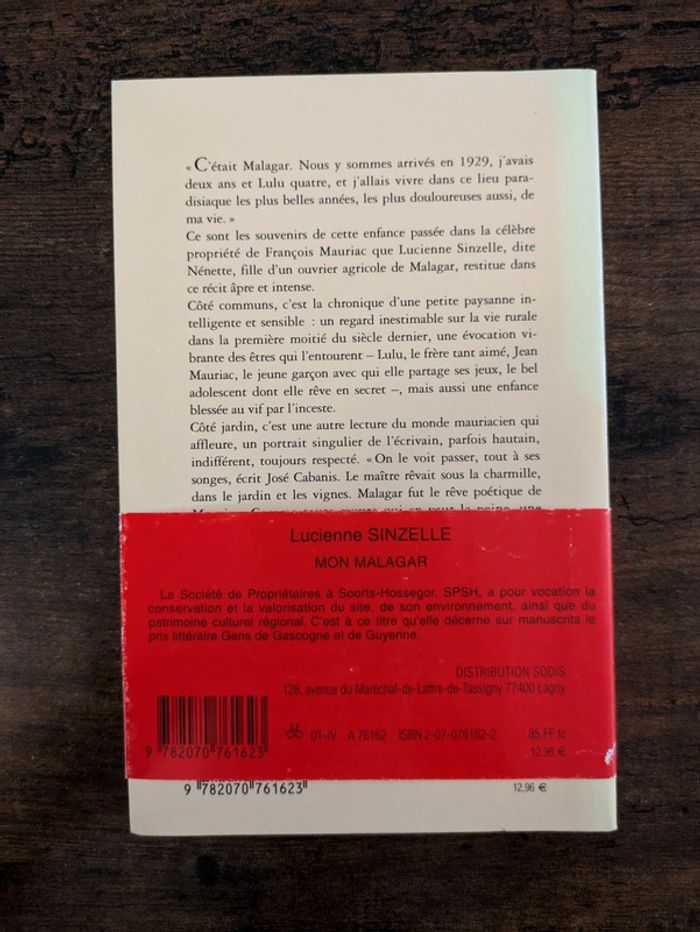 « C'était Malagar. Nous y sommes arrivés en 1929, j'avais
deux ans et Lulu quatre, et j'allais vivre dans ce lieu para-
disiaque les plus belles années, les plus douloureuses aussi, de
ma vie. »
Ce sont les souvenirs de cette enfance passée dans la célèbre
propriété de François Mauriac que Lucienne Sinzelle, dite
Nénette, fille d'un ouvrier agricole de Malagar, restitue dans
ce récit âpre et intense.
Côté communs, c'est la chronique d'une petite paysanne in-
telligente et sensible : un regard inestimable sur la vie rurale
dans la première moitié du siècle dernier, une évocation vi-
brante des êtres qui l'entourent – Lulu, le frère tant aimé, Jean
Mauriac, le jeune garçon avec qui elle partage ses jeux, le bel
adolescent dont elle rêve en secret –, mais aussi une enfance
blessée au vif par l'inceste.
Côté jardin, c'est une autre lecture du monde mauriacien qui
affleure, un portrait singulier de l'écrivain, parfois hautain,
indifférent, toujours respecté. « On le voit passer, tout à ses
songes, écrit José Cabanis. Le maître rêvait sous la charmille,
dans le jardin et les vignes. Malagar fut le rêve poétique de
Lucienne SINZELLE
MON MALAGAR
La Société de Propriétaires à Soorts-Hossegor, SPSH, a pour vocation la
conservation et la valorisation du site, de son environnement, ainsi que du
patrimoine culturel régional. C'est à ce titre qu'elle décerne sur manuscrits le
prix littéraire Gens de Gascogne et de Guyenne.
DISTRIBUTION SODIS
128, avenue du Maréchal-de-Lattre-de-Tassigny 77400 Lagny
01-IV A 76162 ISBN 2-07-076162-2 85 FF tc
9 782070 761623 12,96 €
9 782070 761623 12,96 €